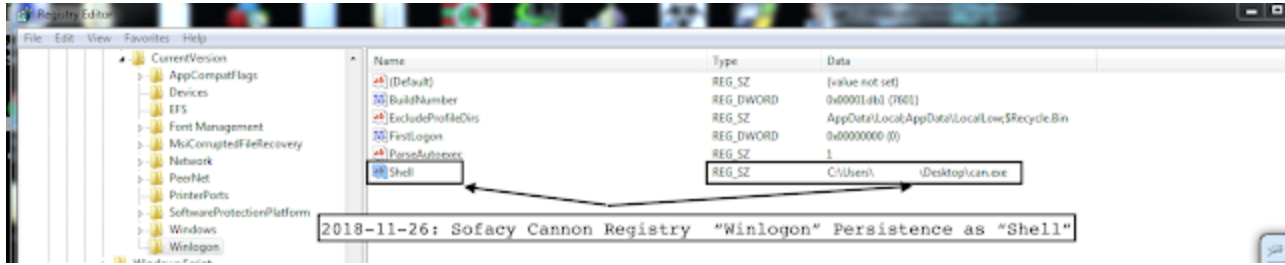 Registry Editor
File Edit View Favorites Help
CurrentVersion
AppCompatFlags
Devices
EFS
Font Management
MsiCorruptedFileRecovery
Network
PeerNet
PrinterPorts
SoftwareProtectionPlatform
Windows
Winlogon
Name Type Data
(Default) REG_SZ (value not set)
BuildNumber REG_DWORD 0x00001db1 (7601)
ExcludeProfileDirs REG_SZ AppData\Local;AppData\LocalLow;$Recycle.Bin
FirstLogon REG_DWORD 0x00000000 (0)
ParseAutoexec REG_SZ 1
Shell REG_SZ C:\Users\ \Desktop\can.exe
2018-11-26: Sofacy Cannon Registry "Winlogon" Persistence as "Shell"